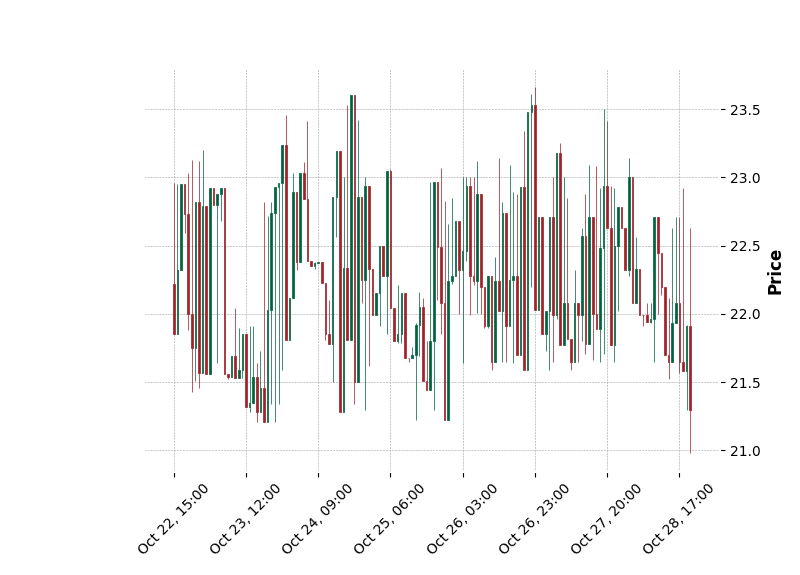 23.5
23.0
22.5
22.0
21.5
21.0
Price
Oct 22, 15:00
Oct 23, 12:00
Oct 24, 09:00
Oct 25, 06:00
Oct 26, 03:00
Oct 26, 23:00
Oct 27, 20:00
Oct 28, 17:00